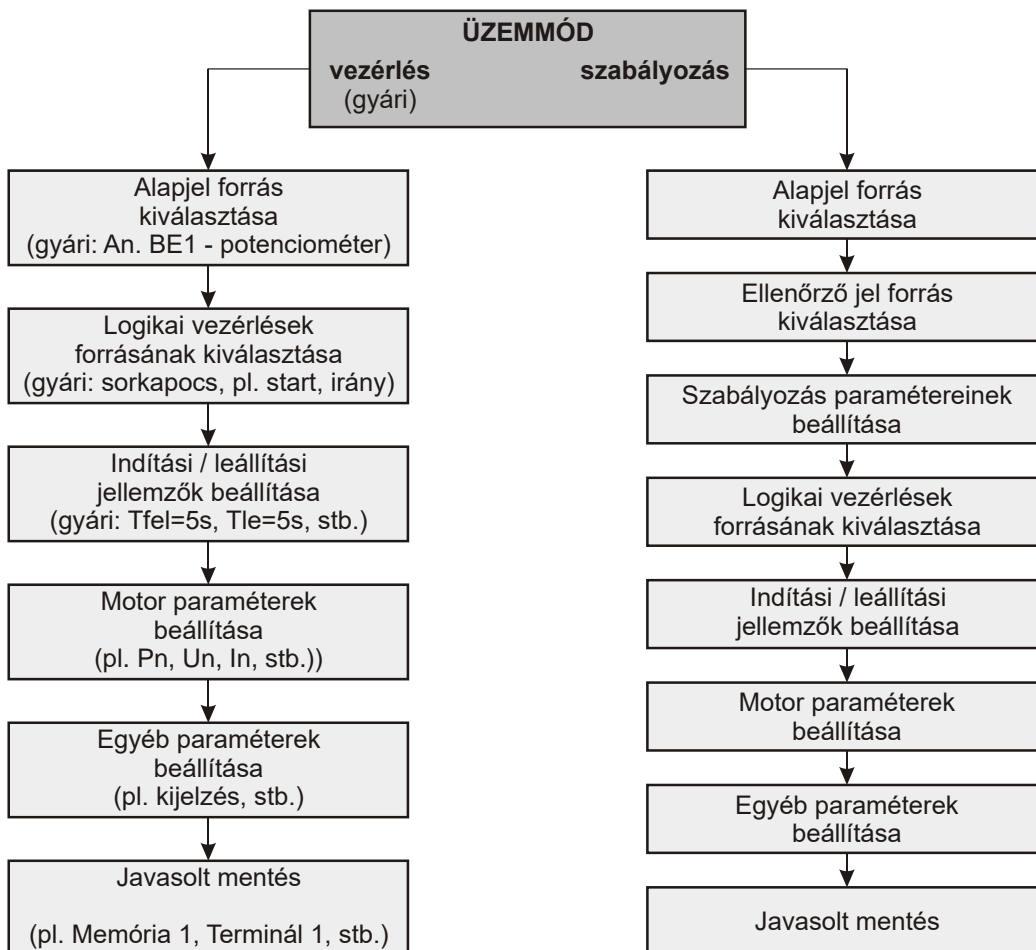 ÜZEMMÓD
vezérlés szabályozás
(gyári)
Alapjel forrás
kiválasztása
(gyári: An. BE1 - potenciométer)
Logikai vezérlések
forrásának kiválasztása
(gyári: sorkapocs, pl. start, irány)
Indítási / leállítási
jellemzők beállítása
(gyári: Tfel=5s, Tle=5s, stb.)
Motor paraméterek
beállítása
(pl. Pn, Un, In, stb.))
Egyéb paraméterek
beállítása
(pl. kijelzés, stb.)
Javasolt mentés
(pl. Memória 1, Terminál 1, stb.)
Alapjel forrás
kiválasztása
Ellenőrző jel forrás
kiválasztása
Szabályozás paramétereinek
beállítása
Logikai vezérlések
forrásának kiválasztása
Indítási / leállítási
jellemzők beállítása
Motor paraméterek
beállítása
Egyéb paraméterek
beállítása
Javasolt mentés